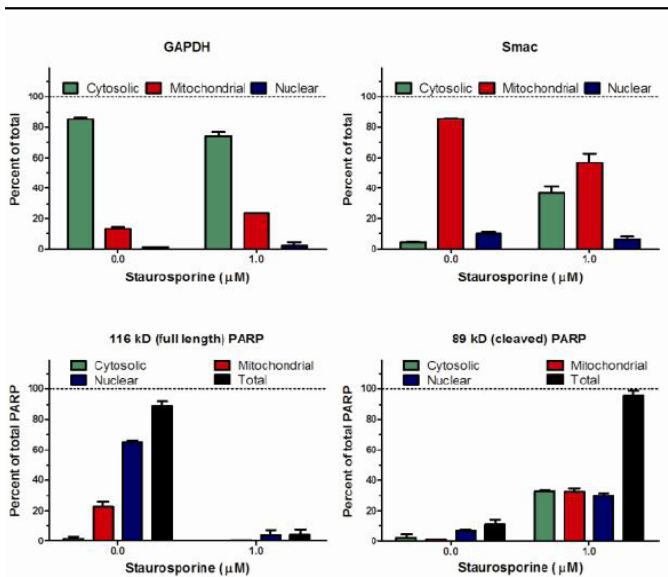 GAPDH
Cytosolic Mitochondrial Nuclear
Percent of total
100
80
60
40
20
0
0.0 1.0
Staurosporine (μM)
Smac
Cytosolic Mitochondrial Nuclear
Percent of total
100
80
60
40
20
0
0.0 1.0
Staurosporine (μM)
116 kD (full length) PARP
Cytosolic Mitochondrial
Nuclear Total
Percent of total PARP
100
80
60
40
20
0
0.0 1.0
Staurosporine (μM)
89 kD (cleaved) PARP
Cytosolic Mitochondrial
Nuclear Total
Percent of total PARP
100
80
60
40
20
0
0.0 1.0
Staurosporine (μM)